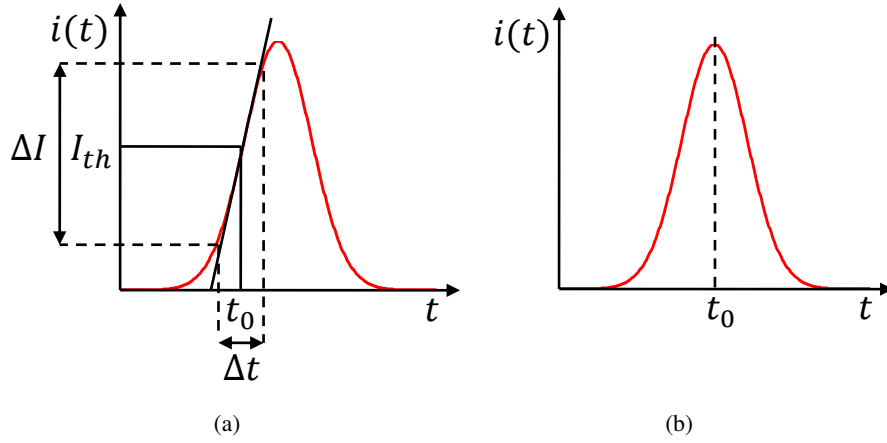 i(t)
ΔI
I_th
t_0
t
Δt
(a)
i(t)
t_0
t
(b)